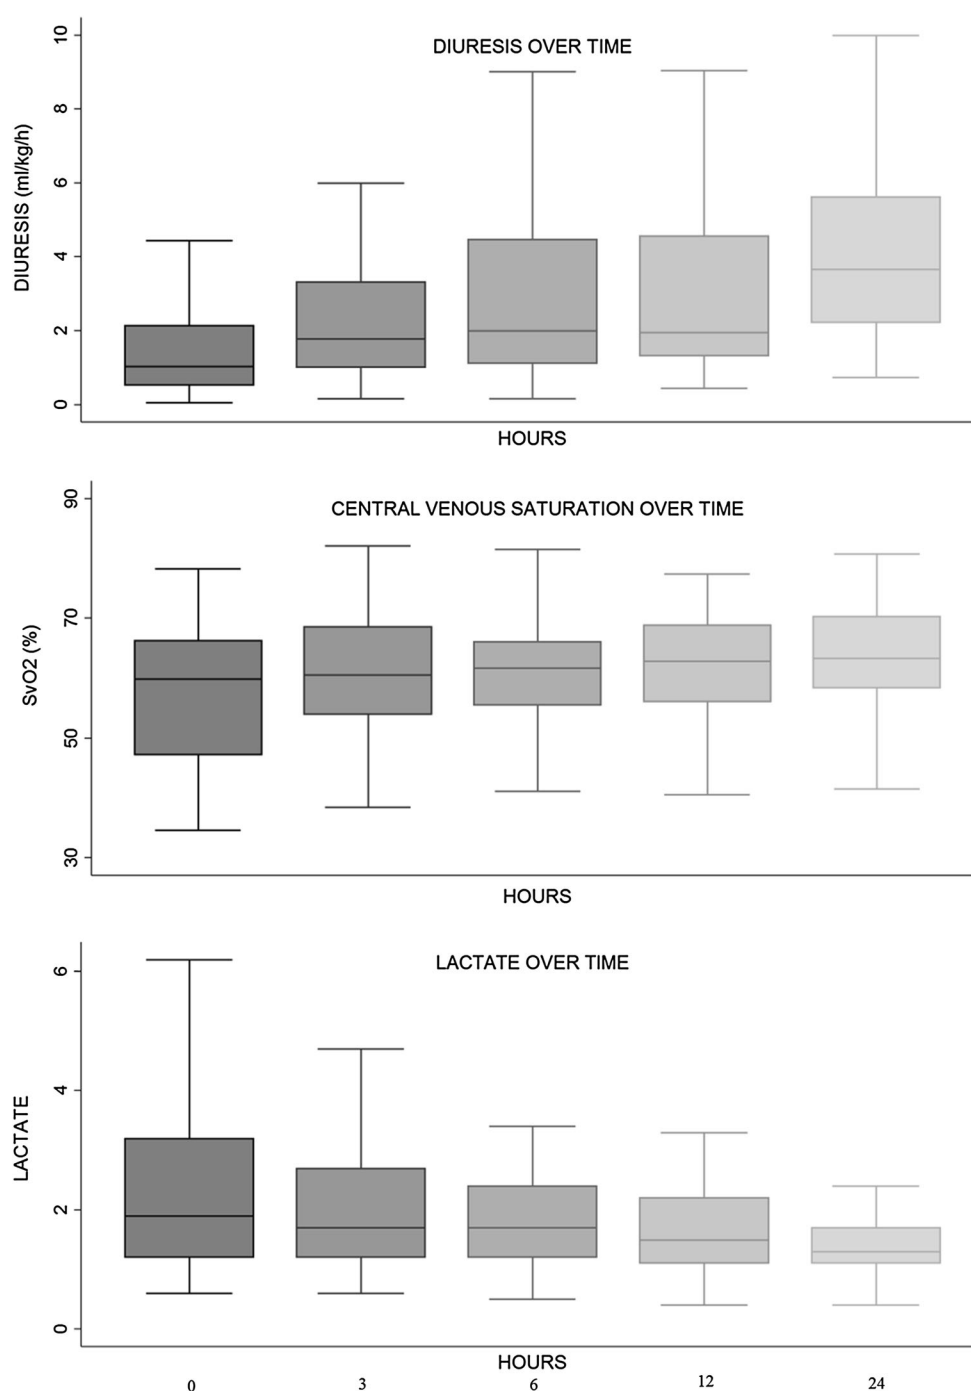 DIURESIS OVER TIME
DIURESIS (ml/kg/h)
10
8
6
4
2
0
HOURS
CENTRAL VENOUS SATURATION OVER TIME
SvO2 (%)
90
70
50
30
HOURS
LACTATE OVER TIME
LACTATE
6
4
2
0
HOURS
0 3 6 12 24